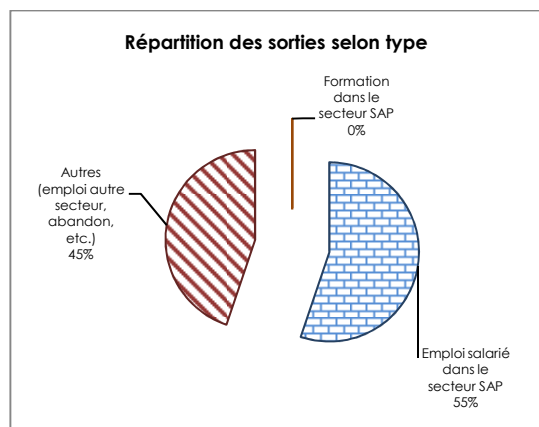 Répartition des sorties selon type
Formation
dans le
secteur SAP
0%
Autres
(emploi autre
secteur,
abandon,
etc.)
45%
Emploi salarié
dans le
secteur SAP
55%